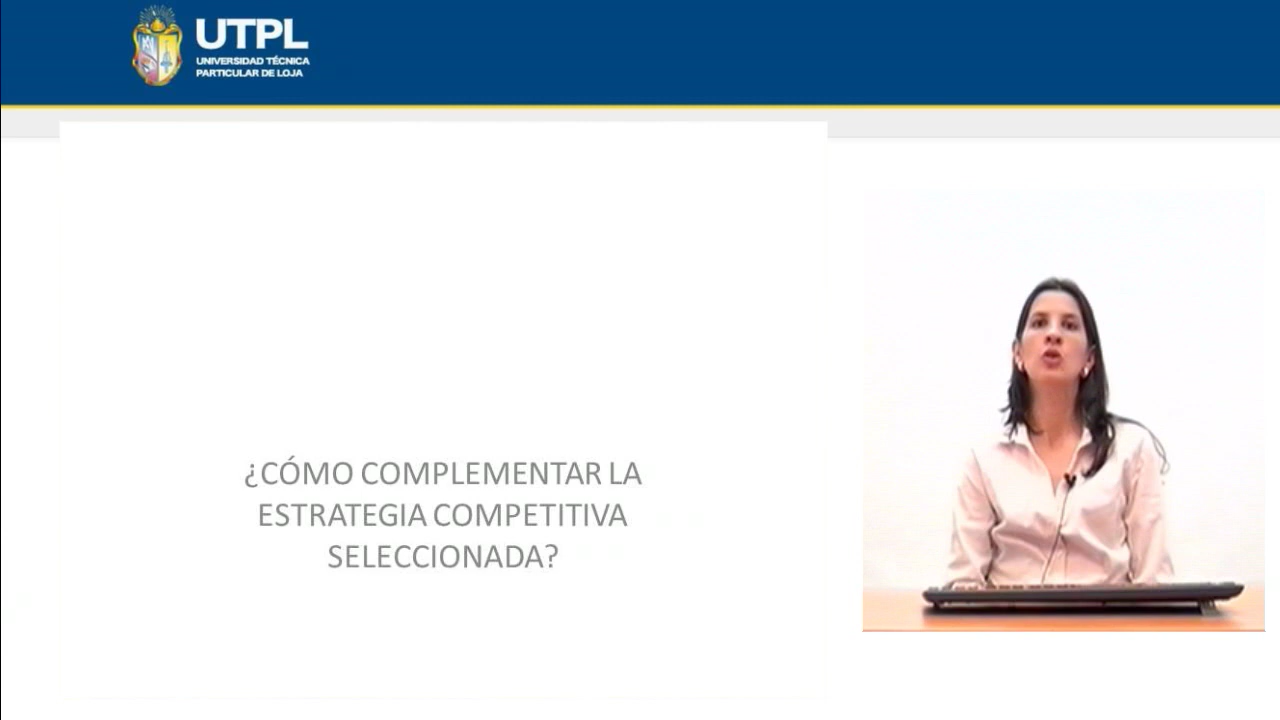 UTPL
UNIVERSIDAD TÉCNICA
PARTICULAR DE LOJA
¿CÓMO COMPLEMENTAR LA
ESTRATEGIA COMPETITIVA
SELECCIONADA?